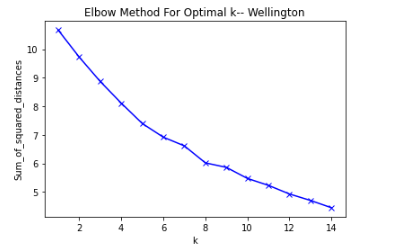 Elbow Method For Optimal k-- Wellington
Sum_of_squared_distances
10
9
8
7
6
5
2 4 6 8 10 12 14
k